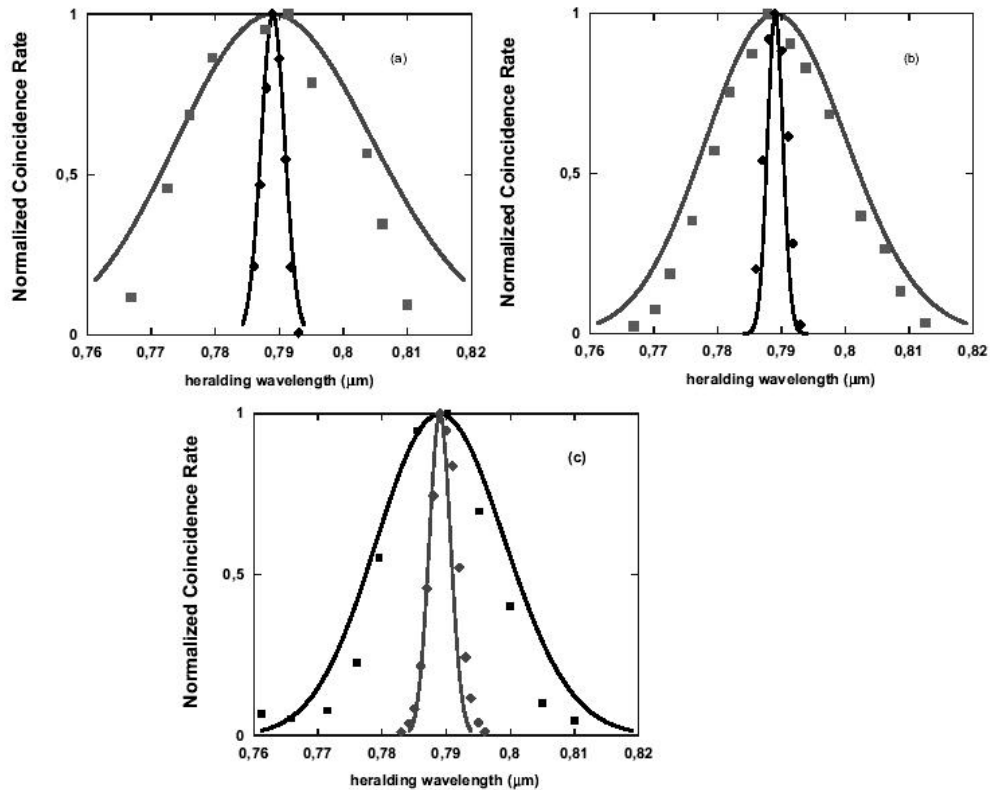 Normalized Coincidence Rate
1
0,5
0
(a)
0,76 0,77 0,78 0,79 0,8 0,81 0,82
heralding wavelength (μm)
Normalized Coincidence Rate
1
0,5
0
(b)
0,76 0,77 0,78 0,79 0,8 0,81 0,82
heralding wavelength (μm)
Normalized Coincidence Rate
1
0,5
0
(c)
0,76 0,77 0,78 0,79 0,8 0,81 0,82
heralding wavelength (μm)